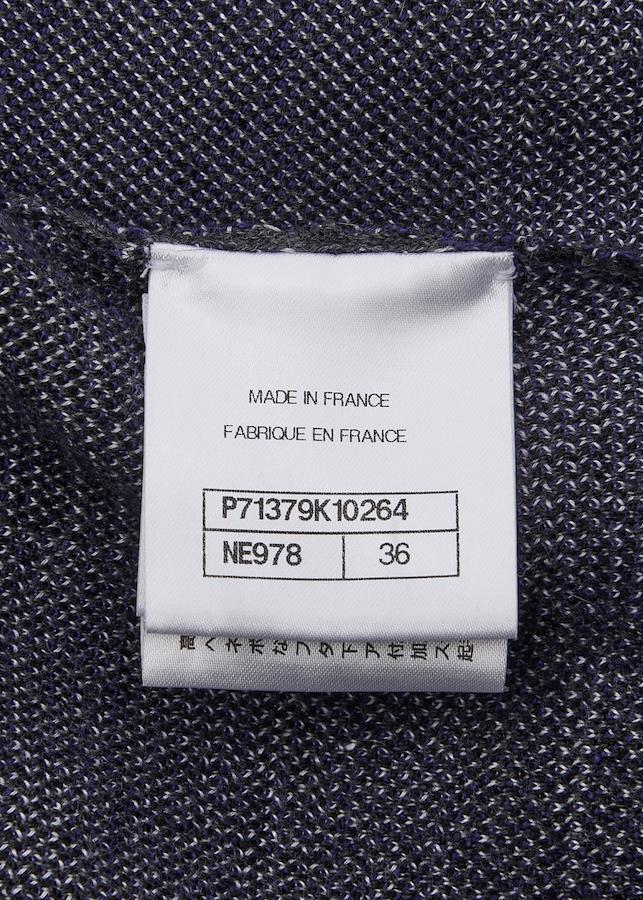 MADE IN FRANCE
FABRIQUE EN FRANCE
P71379K10264
NE978 36